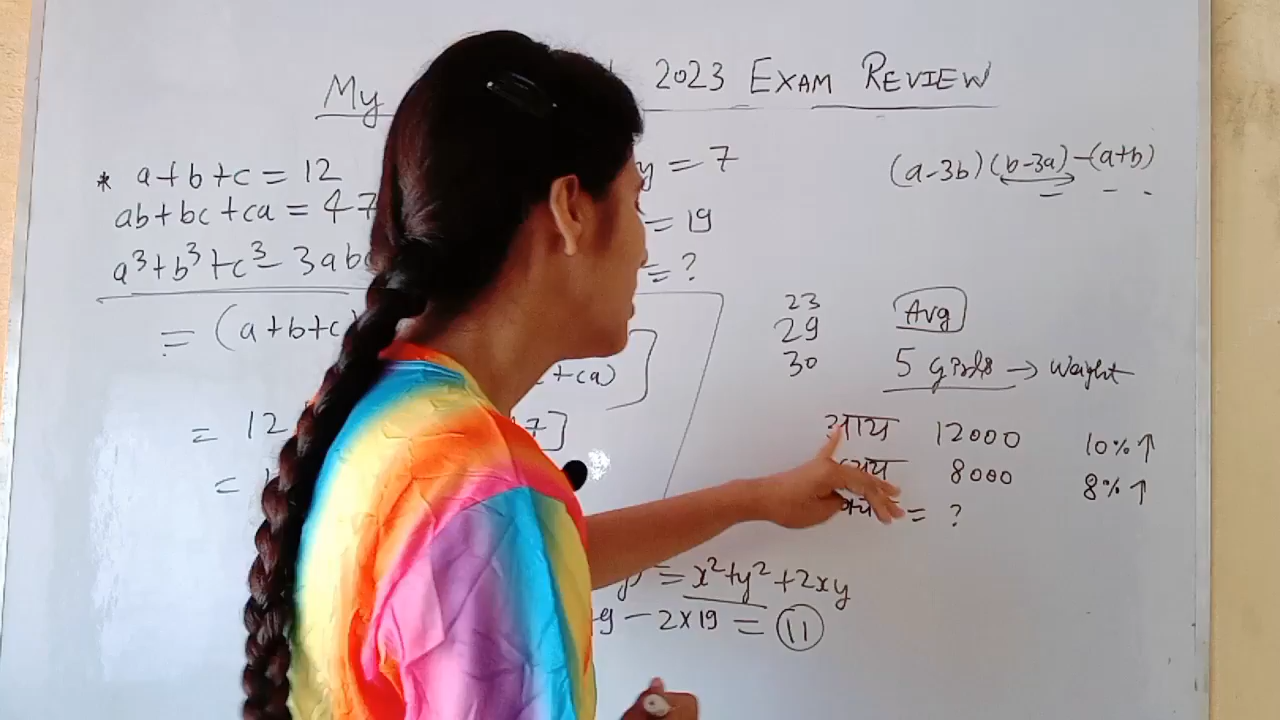 My 2023 EXAM REVIEW
* a+b+c = 12
ab+bc+ca = 47
a³+b³+c³-3abc
= (a+b+c)
+ca)
= 12 7]
=
y = 7
= 19
= ?
(a-3b)(b-3a)-(a+b)
23
29
30
Avg
5 girls → Weight
आय 12000 10%↑
व्यय 8000 8%↑
= ?
= x²+y²+2xy
9 - 2×19 = 11